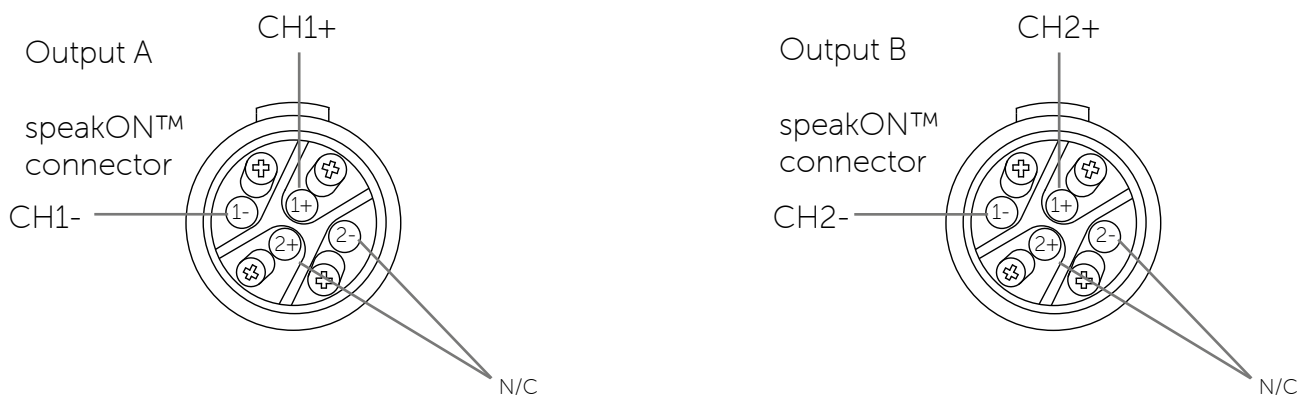 Output A
CH1+
speakON™
connector
CH1-
1-
1+
2+
2-
N/C
Output B
CH2+
speakON™
connector
CH2-
1-
1+
2+
2-
N/C